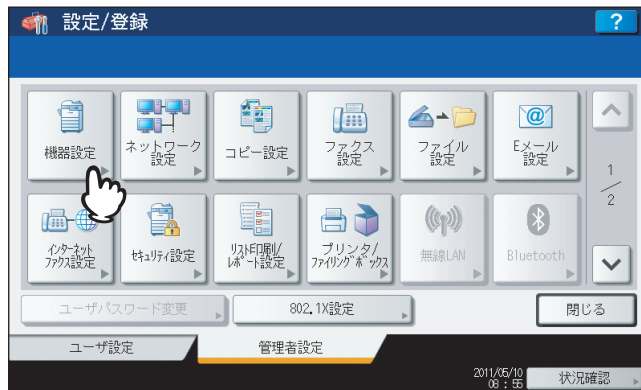 設定/登録
?
機器設定
ネットワーク
設定
コピー設定
ファクス
設定
ファイル
設定
@
Eメール
設定
1
2
インターネット
ファクス設定
セキュリティ設定
リスト印刷/
レポート設定
プリンタ/
ファイリングボックス
無線LAN
Bluetooth
ユーザパスワード変更
802.1X設定
閉じる
ユーザ設定
管理者設定
2011/05/10
08:55
状況確認